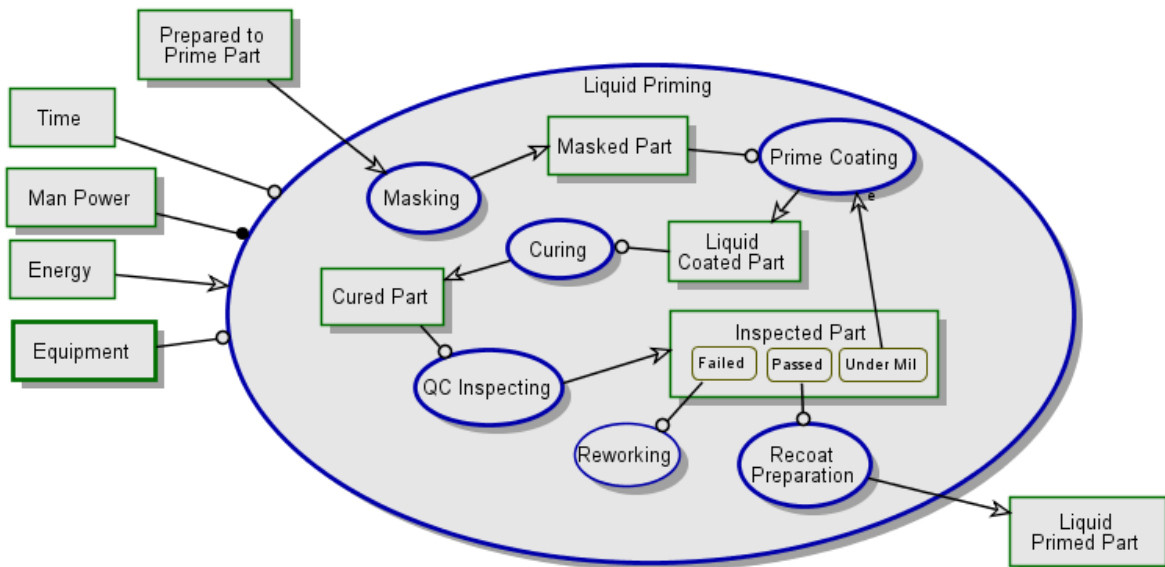 Prepared to
Prime Part
Liquid Priming
Time
Masked Part
Prime Coating
Man Power
Masking
e
Liquid
Coated Part
Curing
Energy
Cured Part
Equipment
Inspected Part
Failed
Passed
Under Mil
QC Inspecting
Reworking
Recoat
Preparation
Liquid
Primed Part